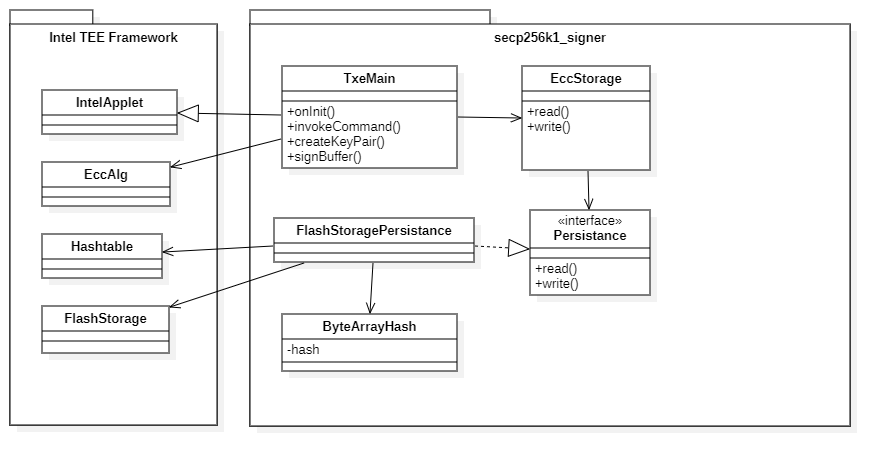 Intel TEE Framework
IntelApplet
EccAlg
Hashtable
FlashStorage
secp256k1_signer
TxeMain
+onInit()
+invokeCommand()
+createKeyPair()
+signBuffer()
EccStorage
+read()
+write()
FlashStoragePersistance
«interface»
Persistance
+read()
+write()
ByteArrayHash
-hash